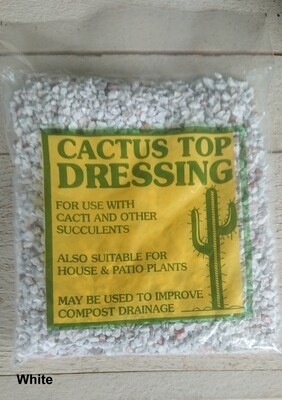 CACTUS TOP
DRESSING
FOR USE WITH
CACTI AND OTHER
SUCCULENTS
ALSO SUITABLE FOR
HOUSE & PATIO PLANTS
MAY BE USED TO IMPROVE
COMPOST DRAINAGE
White